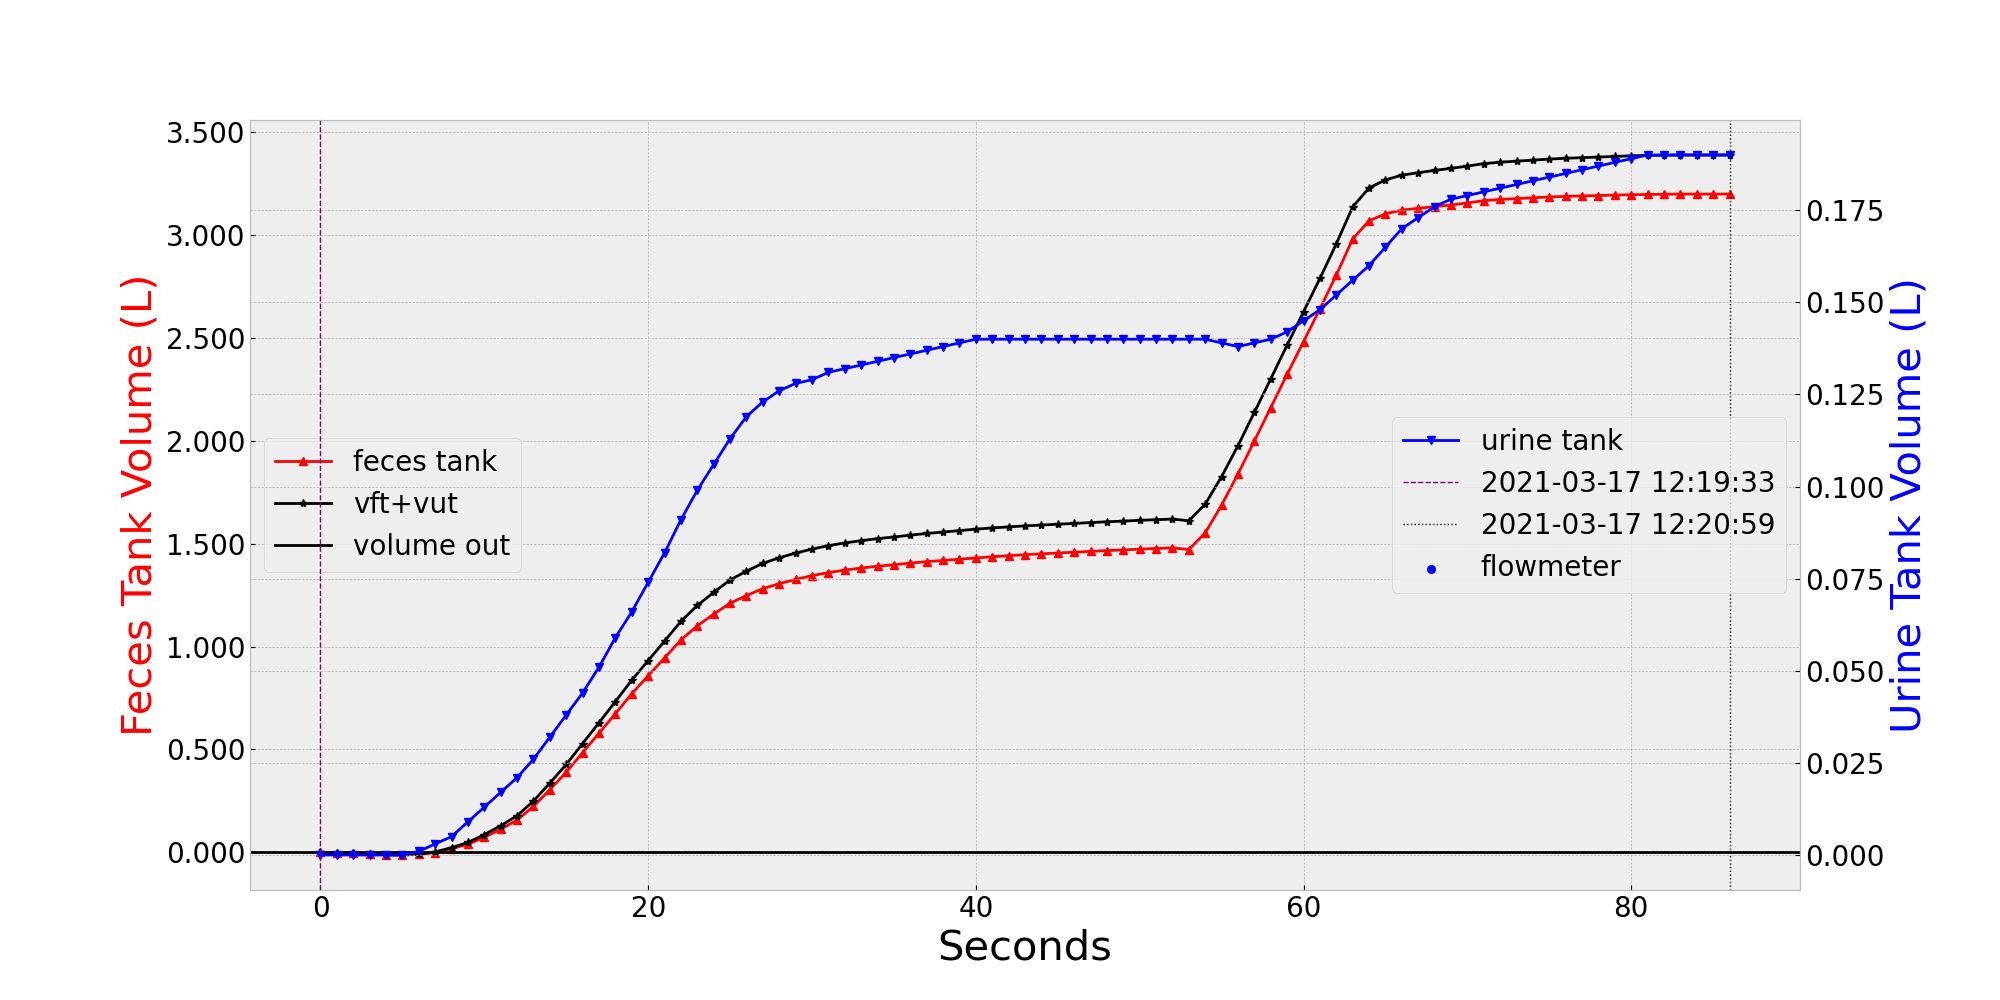 3.500
3.000
2.500
2.000
1.500
1.000
0.500
0.000
Feces Tank Volume (L)
feces tank
vft+vut
volume out
urine tank
2021-03-17 12:19:33
2021-03-17 12:20:59
flowmeter
0.175
0.150
0.125
0.100
0.075
0.050
0.025
0.000
Urine Tank Volume (L)
0 20 40 60 80
Seconds